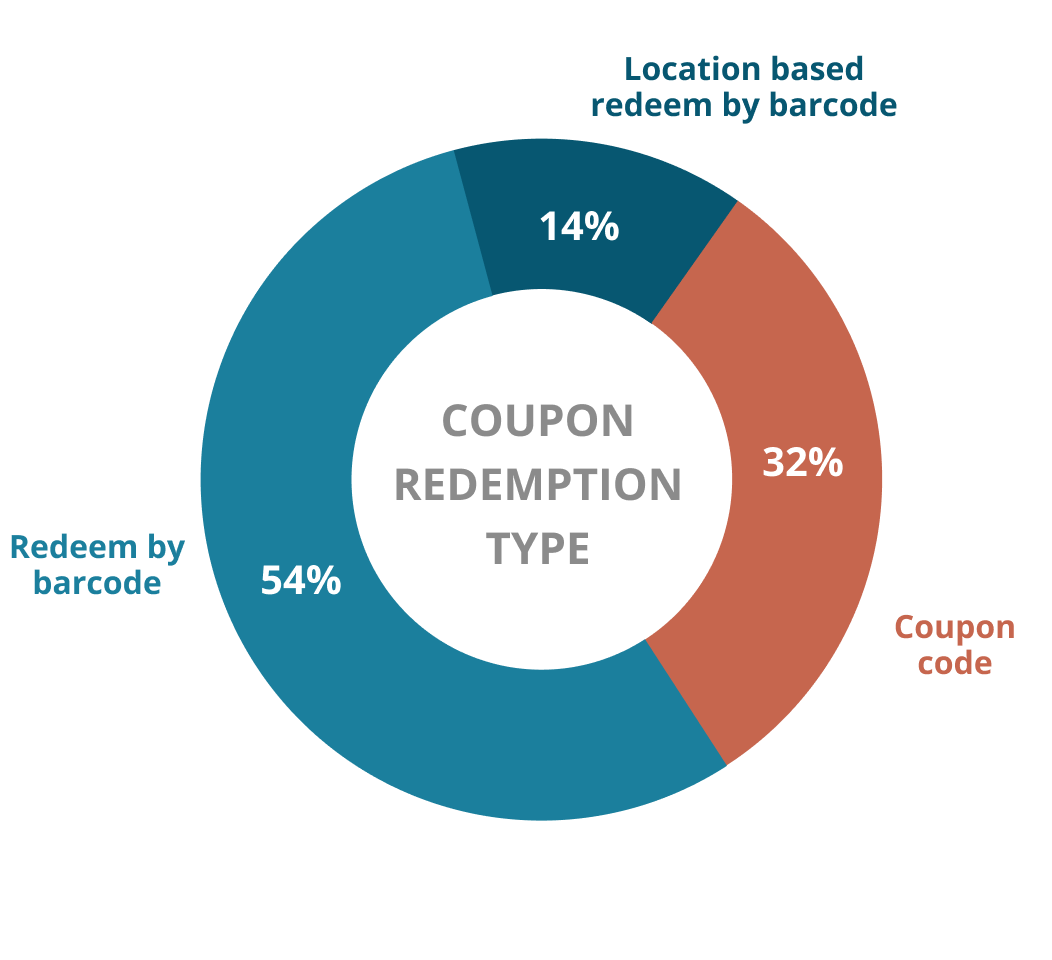 Location based
redeem by barcode
14%
COUPON
REDEMPTION
TYPE
32%
Redeem by
barcode
54%
Coupon
code